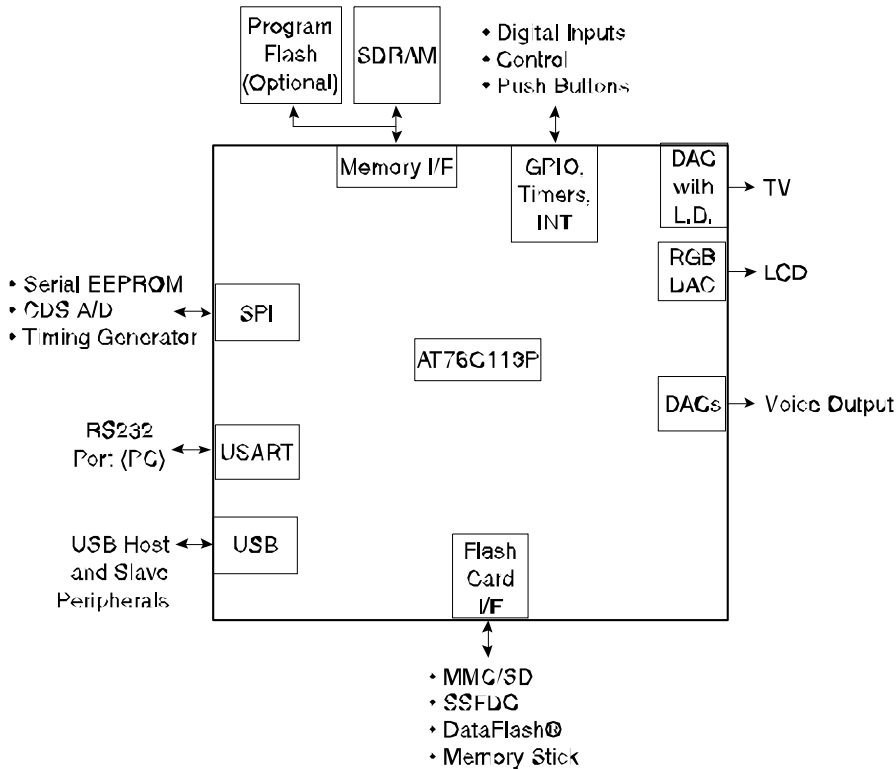 Program
Flash
(Optional)
SDRAM
• Digital Inputs
• Control
• Push Buttons
Memory I/F
GPIO,
Timers,
INT
DAC
with
L.D.
TV
RGB
DAC
LCD
• Serial EEPROM
• CDS A/D
• Timing Generator
SPI
AT76C113P
DACs
Voice Output
RS232
Port (PC)
USART
USB Host
and Slave
Peripherals
USB
Flash
Card
I/F
• MMC/SD
• SSFDC
• DataFlash®
• Memory Stick